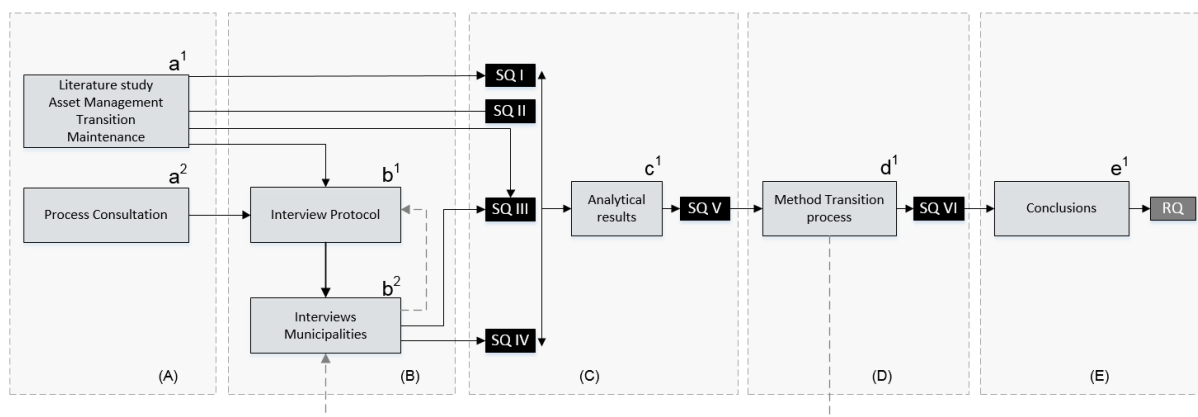 a1
Literature study
Asset Management
Transition
Maintenance
a2
Process Consultation
(A)
b1
Interview Protocol
b2
Interviews
Municipalities
(B)
SQ I
SQ II
SQ III
SQ IV
c1
Analytical
results
SQ V
(C)
d1
Method Transition
process
SQ VI
(D)
e1
Conclusions
RQ
(E)